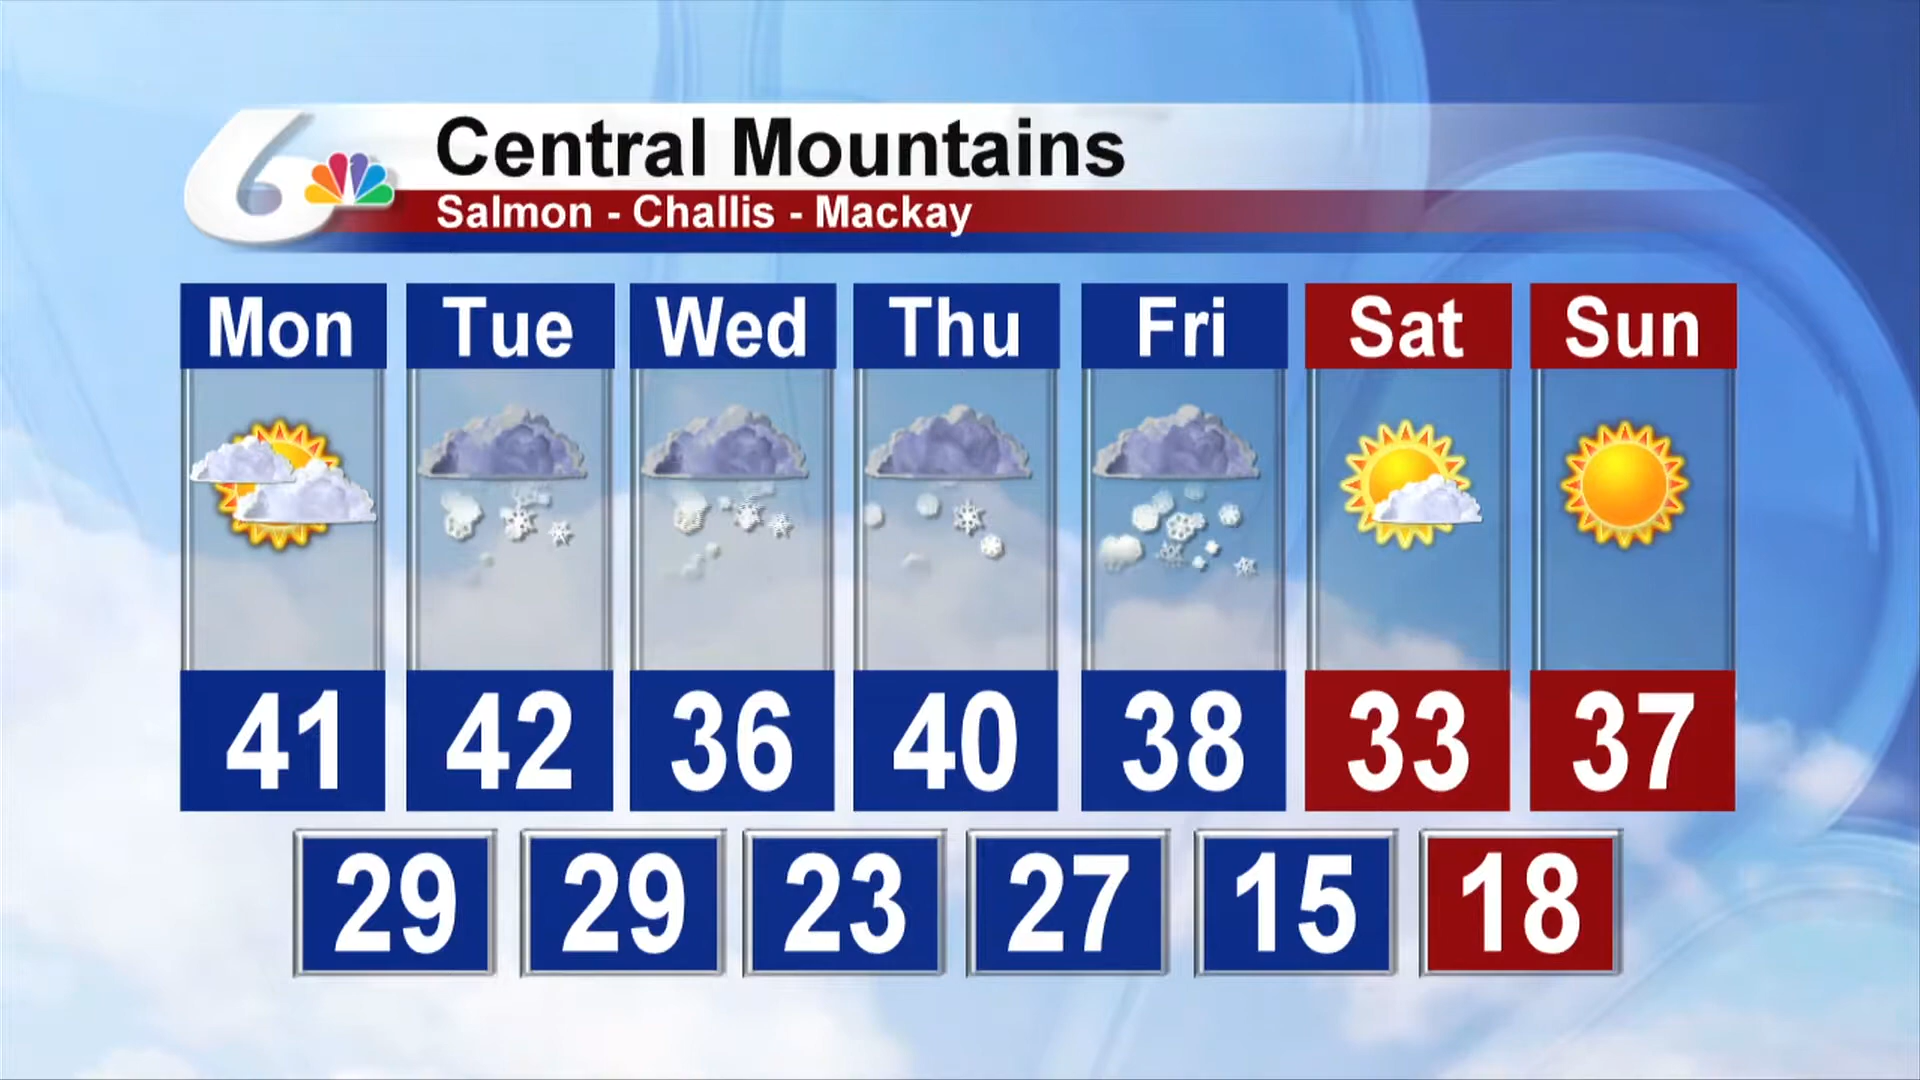 6
Central Mountains
Salmon - Challis - Mackay
Mon Tue Wed Thu Fri Sat Sun
41 42 36 40 38 33 37
29 29 23 27 15 18